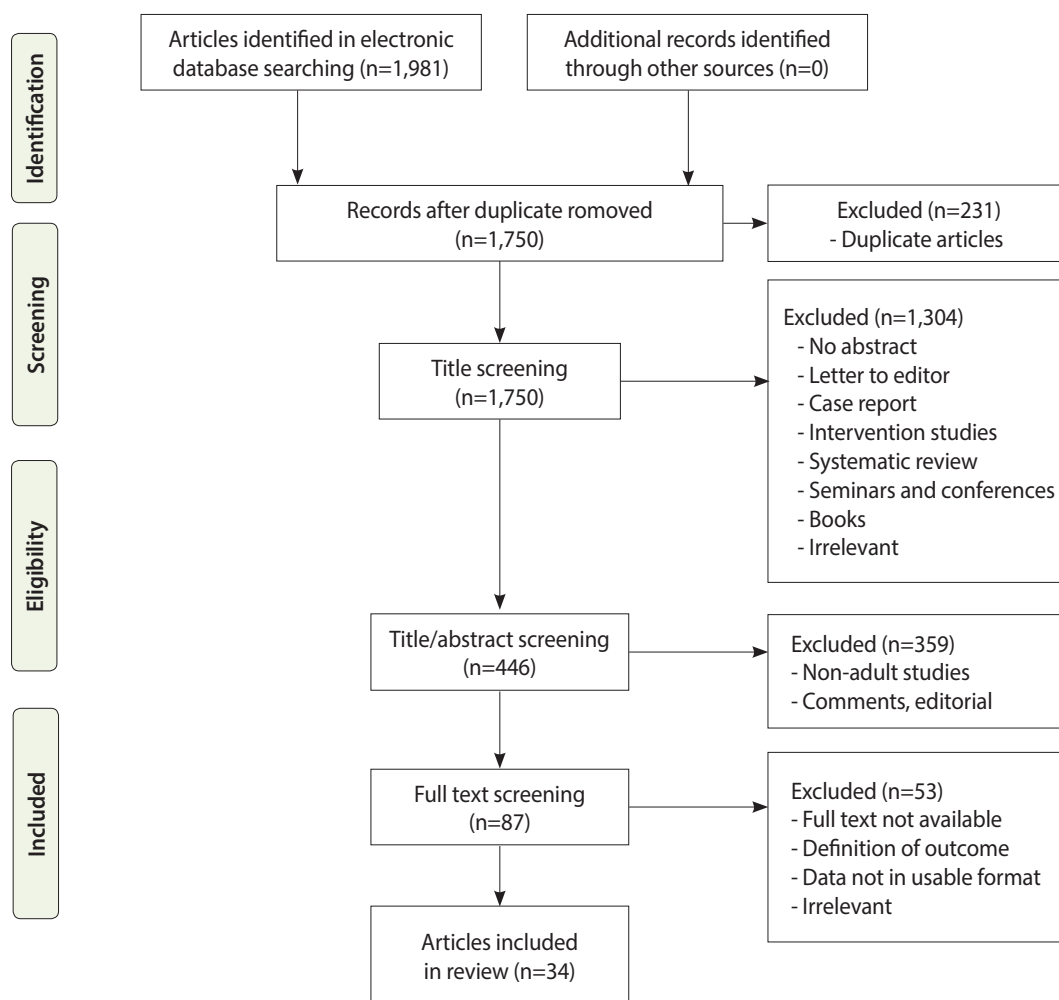 Identification
Articles identified in electronic
database searching (n=1,981)
Additional records identified
through other sources (n=0)
Records after duplicate romoved
(n=1,750)
Excluded (n=231)
- Duplicate articles
Screening
Title screening
(n=1,750)
Excluded (n=1,304)
- No abstract
- Letter to editor
- Case report
- Intervention studies
- Systematic review
- Seminars and conferences
- Books
- Irrelevant
Eligibility
Title/abstract screening
(n=446)
Excluded (n=359)
- Non-adult studies
- Comments, editorial
Included
Full text screening
(n=87)
Excluded (n=53)
- Full text not available
- Definition of outcome
- Data not in usable format
- Irrelevant
Articles included
in review (n=34)